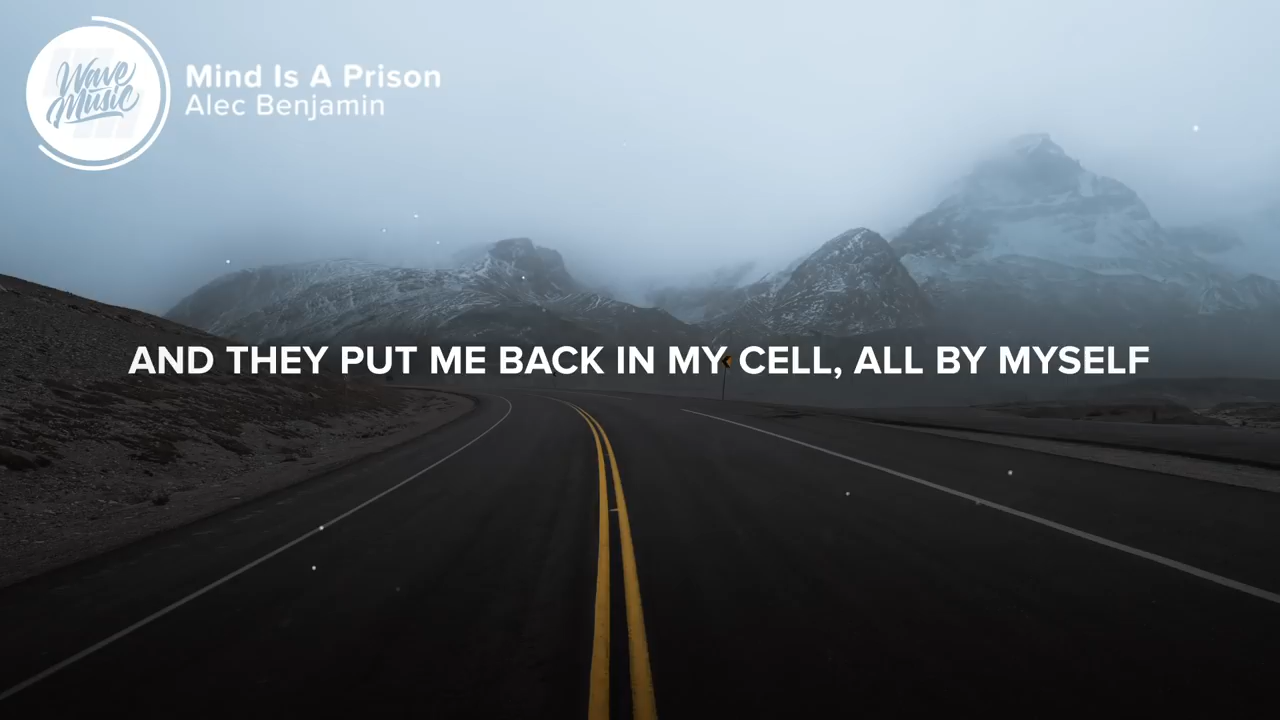 Wave
Music
Mind Is A Prison
Alec Benjamin
AND THEY PUT ME BACK IN MY CELL, ALL BY MYSELF